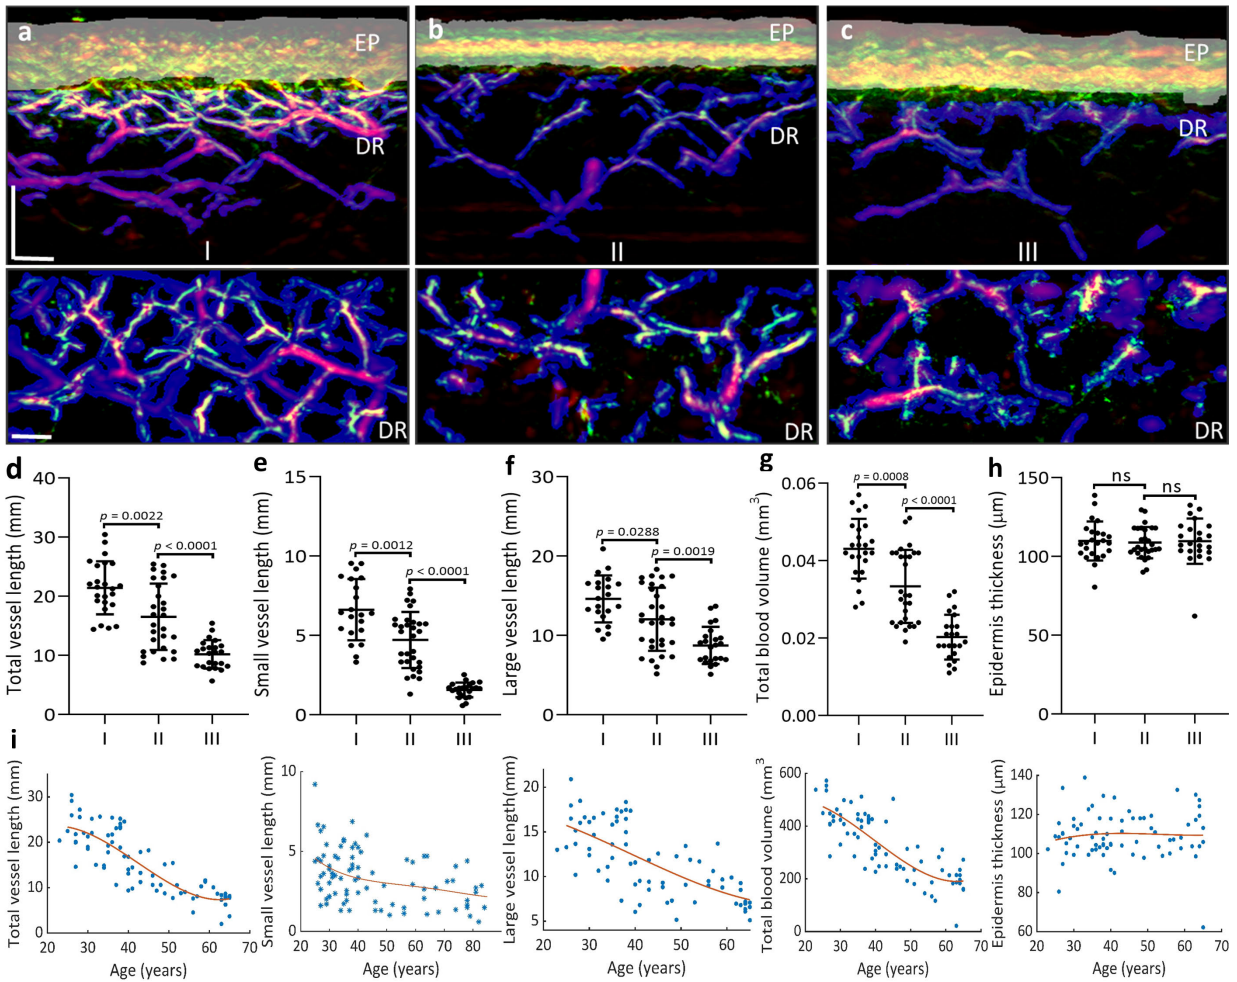 a
EP
DR
I
b
EP
DR
II
c
EP
DR
III
DR
DR
DR
d
Total vessel length (mm)
40
30
20
10
0
p = 0.0022
p < 0.0001
I II III
e
Small vessel length (mm)
15
10
5
0
p = 0.0012
p < 0.0001
I II III
f
Large vessel length (mm)
30
20
10
0
p = 0.0288
p = 0.0019
I II III
g
Total blood volume (mm³)
0.06
0.04
0.02
0.00
p = 0.0008
p < 0.0001
I II III
h
Epidermis thickness (µm)
150
100
50
0
ns
ns
I II III
i
Total vessel length (mm)
30
20
10
0
20 30 40 50 60 70
Age (years)
Small vessel length (mm)
10
5
0
20 30 40 50 60 70 80
Age (years)
Large vessel length(mm)
20
15
10
5
20 30 40 50 60
Age (years)
Total blood volume (mm³
600
400
200
0
20 30 40 50 60 70
Age (years)
Epidermis thickness (µm)
140
120
100
80
60
20 30 40 50 60 70
Age (years)